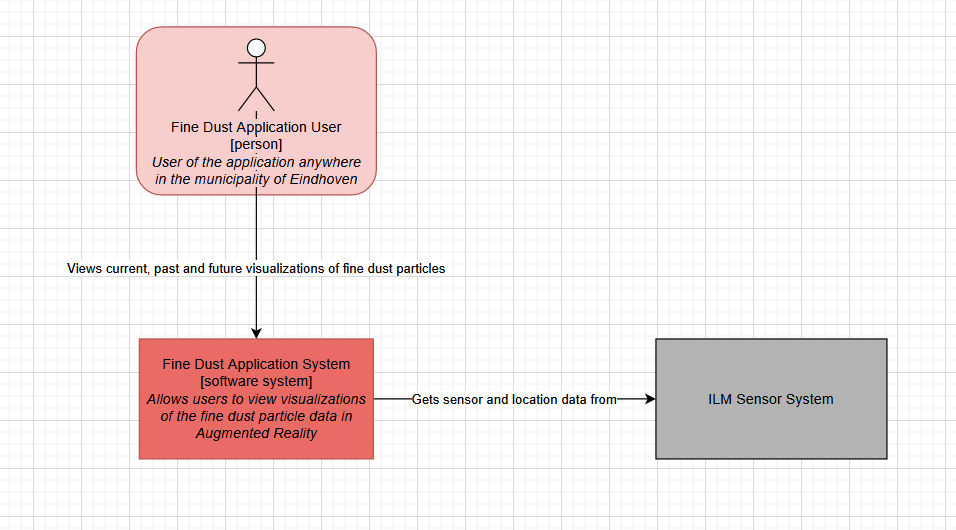 Fine Dust Application User
[person]
User of the application anywhere
in the municipality of Eindhoven
Views current, past and future visualizations of fine dust particles
Fine Dust Application System
[software system]
Allows users to view visualizations
of the fine dust particle data in
Augmented Reality
Gets sensor and location data from
ILM Sensor System